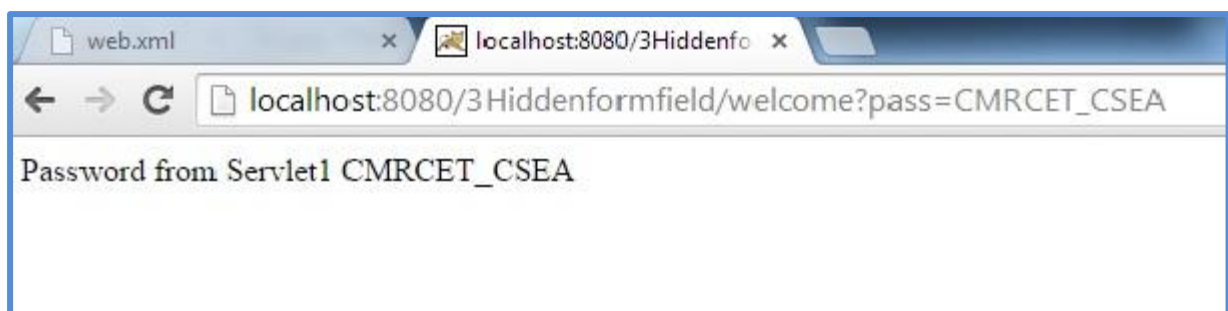 web.xml
localhost:8080/3Hiddenfo
localhost:8080/3Hiddenformfield/welcome?pass=CMRCET_CSEA
Password from Servlet1 CMRCET_CSEA